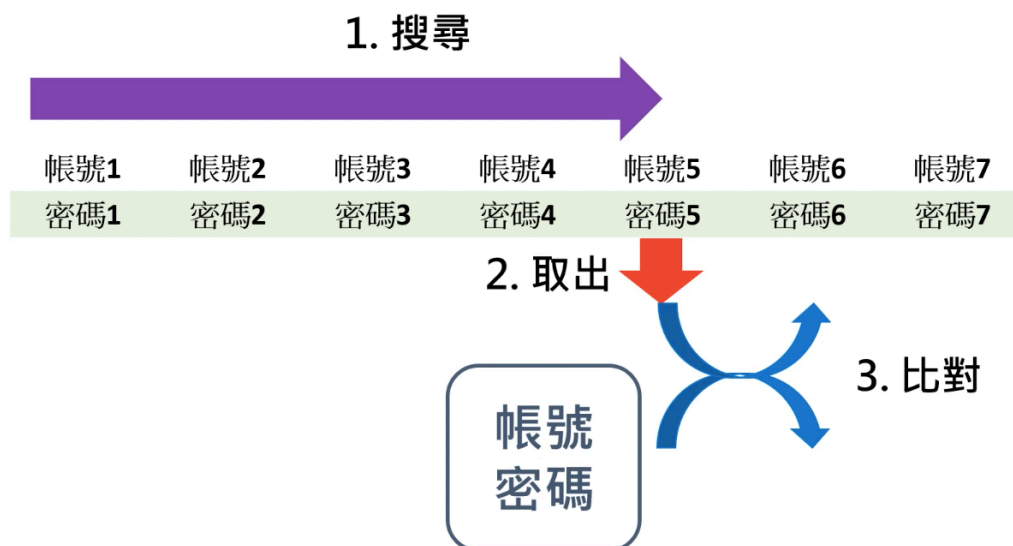 1. 搜尋
帳號1 帳號2 帳號3 帳號4 帳號5 帳號6 帳號7
密碼1 密碼2 密碼3 密碼4 密碼5 密碼6 密碼7
2. 取出
3. 比對
帳號
密碼